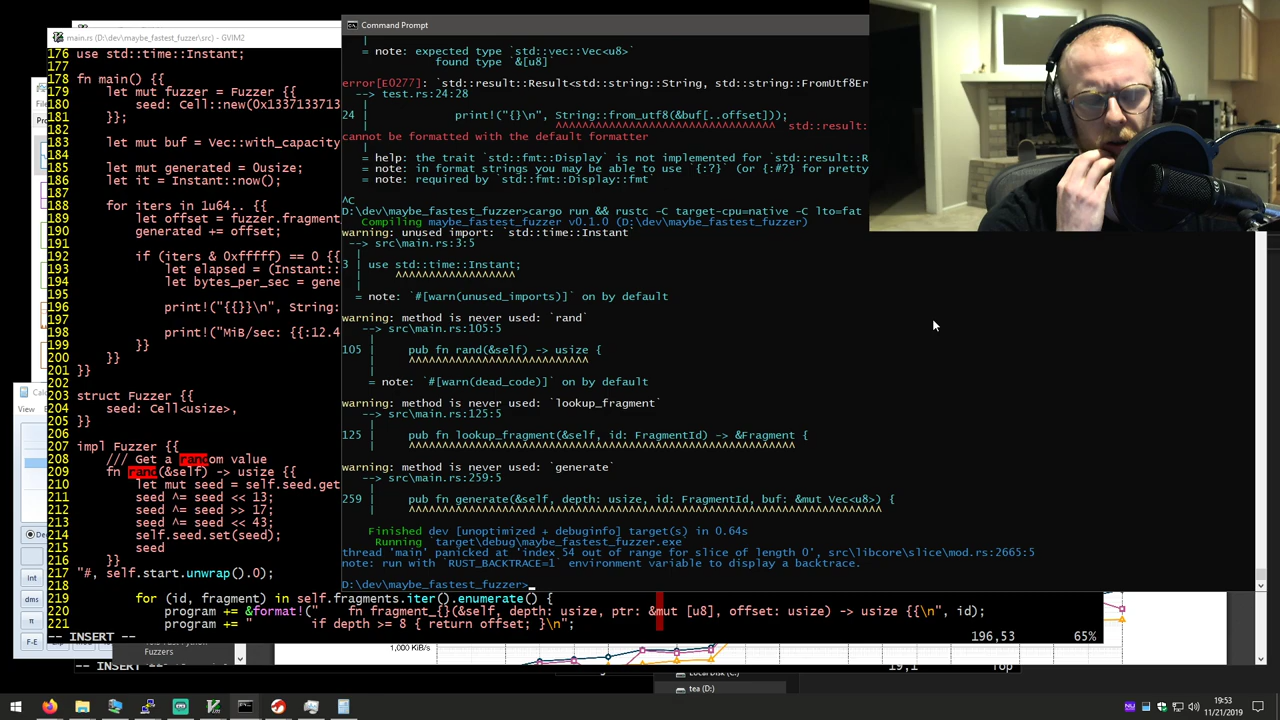 main.rs (D:\dev\maybe_fastest_fuzzer\src) - GVIM2
176 use std::time::Instant;
177
178 fn main() {{
179     let mut fuzzer = Fuzzer {{
180         seed: Cell::new(0x1337133713
181     }};
182
183     let mut buf = Vec::with_capacity
184
185     let mut generated = 0usize;
186     let it = Instant::now();
187
188     for iters in 1u64.. {{
189         let offset = fuzzer.fragment
190         generated += offset;
191
192         if (iters & 0xfffff) == 0 {{
193             let elapsed = (Instant::
194             let bytes_per_sec = gene
195
196             print!("{{}}\n", String:
197
198             print!("MiB/sec: {{:12.4
199         }}
200     }}
201 }}
202
203 struct Fuzzer {{
204     seed: Cell<usize>,
205 }}
206
207 impl Fuzzer {{
208     /// Get a random value
209     fn rand(&self) -> usize {{
210         let mut seed = self.seed.get
211         seed ^= seed << 13;
212         seed ^= seed >> 17;
213         seed ^= seed << 43;
214         self.seed.set(seed);
215         seed
216     }}
217 "#, self.start.unwrap().0);
218
219         for (id, fragment) in self.fragments.iter().enumerate() {
220             program += &format!("    fn fragment_{}(&self, depth: usize, ptr: &mut [u8], offset: usize) -> usize {{\n", id);
221             program += "        if depth >= 8 { return offset; }\n";
-- INSERT --
196,53
65%
Command Prompt
|
= note: expected type `std::vec::Vec<u8>`
found type `&[u8]
error[E0277]: `std::result::Result<std::string::String, std::string::FromUtf8Er
--> test.rs:24:28
|
24 |             print!("{}\n", String::from_utf8(&buf[..offset]));
|                            ^^^^^^^^^^^^^^^^^^^^^^^^^^^^^^^^^ std::result:
cannot be formatted with the default formatter
|
= help: the trait `std::fmt::Display` is not implemented for `std::result::R
= note: in format strings you may be able to use `{:?}` (or {:#?} for pretty
= note: required by `std::fmt::Display::fmt`
^C
D:\dev\maybe_fastest_fuzzer>cargo run && rustc -C target-cpu=native -C lto=fat
Compiling maybe_fastest_fuzzer v0.1.0 (D:\dev\maybe_fastest_fuzzer)
warning: unused import: `std::time::Instant`
--> src\main.rs:3:5
|
3 | use std::time::Instant;
|     ^^^^^^^^^^^^^^^^^^
|
= note: `#[warn(unused_imports)]` on by default
warning: method is never used: `rand`
--> src\main.rs:105:5
|
105 |     pub fn rand(&self) -> usize {
|     ^^^^^^^^^^^^^^^^^^^^^^^^^^^
|
= note: `#[warn(dead_code)]` on by default
warning: method is never used: `lookup_fragment`
--> src\main.rs:125:5
|
125 |     pub fn lookup_fragment(&self, id: FragmentId) -> &Fragment {
|     ^^^^^^^^^^^^^^^^^^^^^^^^^^^^^^^^^^^^^^^^^^^^^^^^^^^^^^^^^^
warning: method is never used: `generate`
--> src\main.rs:259:5
|
259 |     pub fn generate(&self, depth: usize, id: FragmentId, buf: &mut Vec<u8>) {
|     ^^^^^^^^^^^^^^^^^^^^^^^^^^^^^^^^^^^^^^^^^^^^^^^^^^^^^^^^^^^^^^^^^^^^^^^
Finished dev [unoptimized + debuginfo] target(s) in 0.64s
Running `target\debug\maybe_fastest_fuzzer.exe`
thread 'main' panicked at 'index 54 out of range for slice of length 0', src\libcore\slice\mod.rs:2665:5
note: run with `RUST_BACKTRACE=1` environment variable to display a backtrace.
D:\dev\maybe_fastest_fuzzer>_
View
Int
dms
π
F-E
Fuzzers
1,000 KiB/s
tea (D:)
19:53
11/21/2019